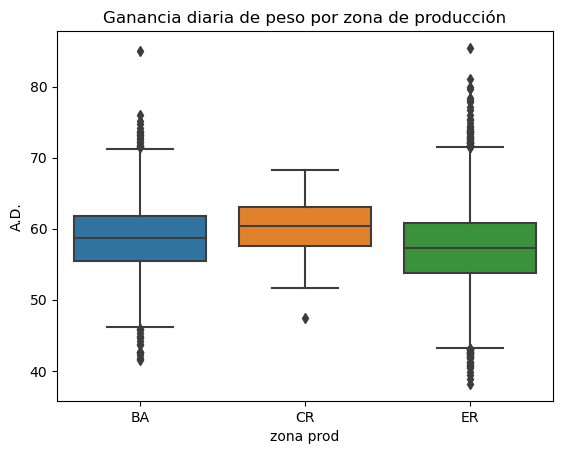 Ganancia diaria de peso por zona de producción
80
70
60
50
40
A.D.
BA CR ER
zona prod